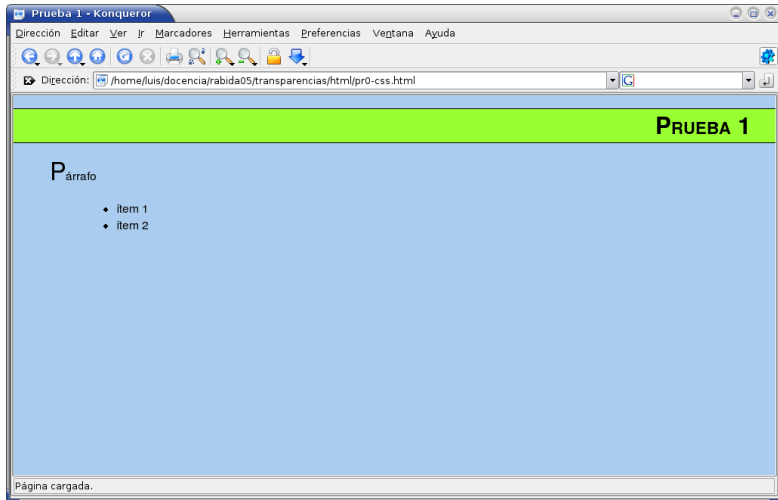 Prueba 1 - Konqueror
Dirección Editar Ver Ir Marcadores Herramientas Preferencias Ventana Ayuda
Dirección: /home/luis/docencia/rabida05/transparencias/html/pr0-css.html G
PRUEBA 1
Párrafo
• ítem 1
• ítem 2
Página cargada.